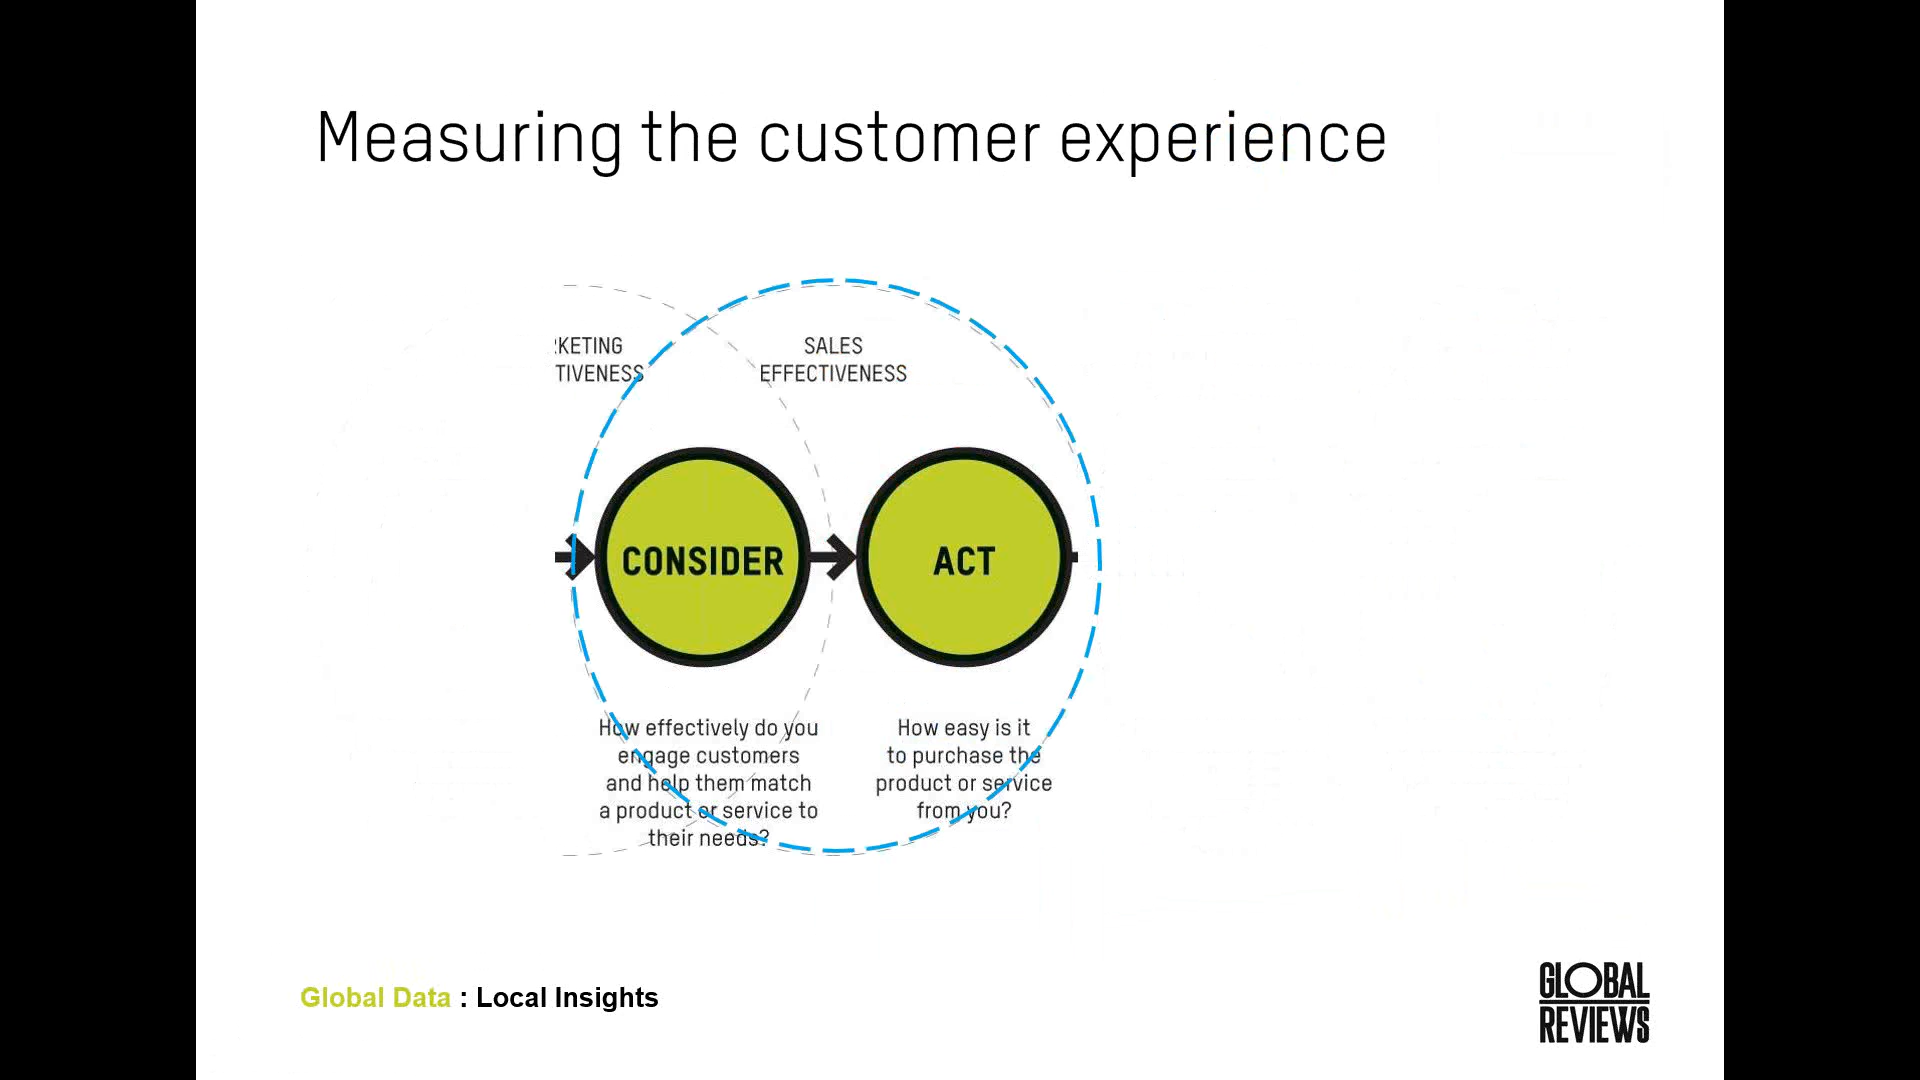 Measuring the customer experience
KETING
TIVENESS
SALES
EFFECTIVENESS
CONSIDER
ACT
How effectively do you
engage customers
and help them match
a product or service to
their needs?
How easy is it
to purchase the
product or service
from you?
Global Data : Local Insights
GLOBAL
REVIEWS